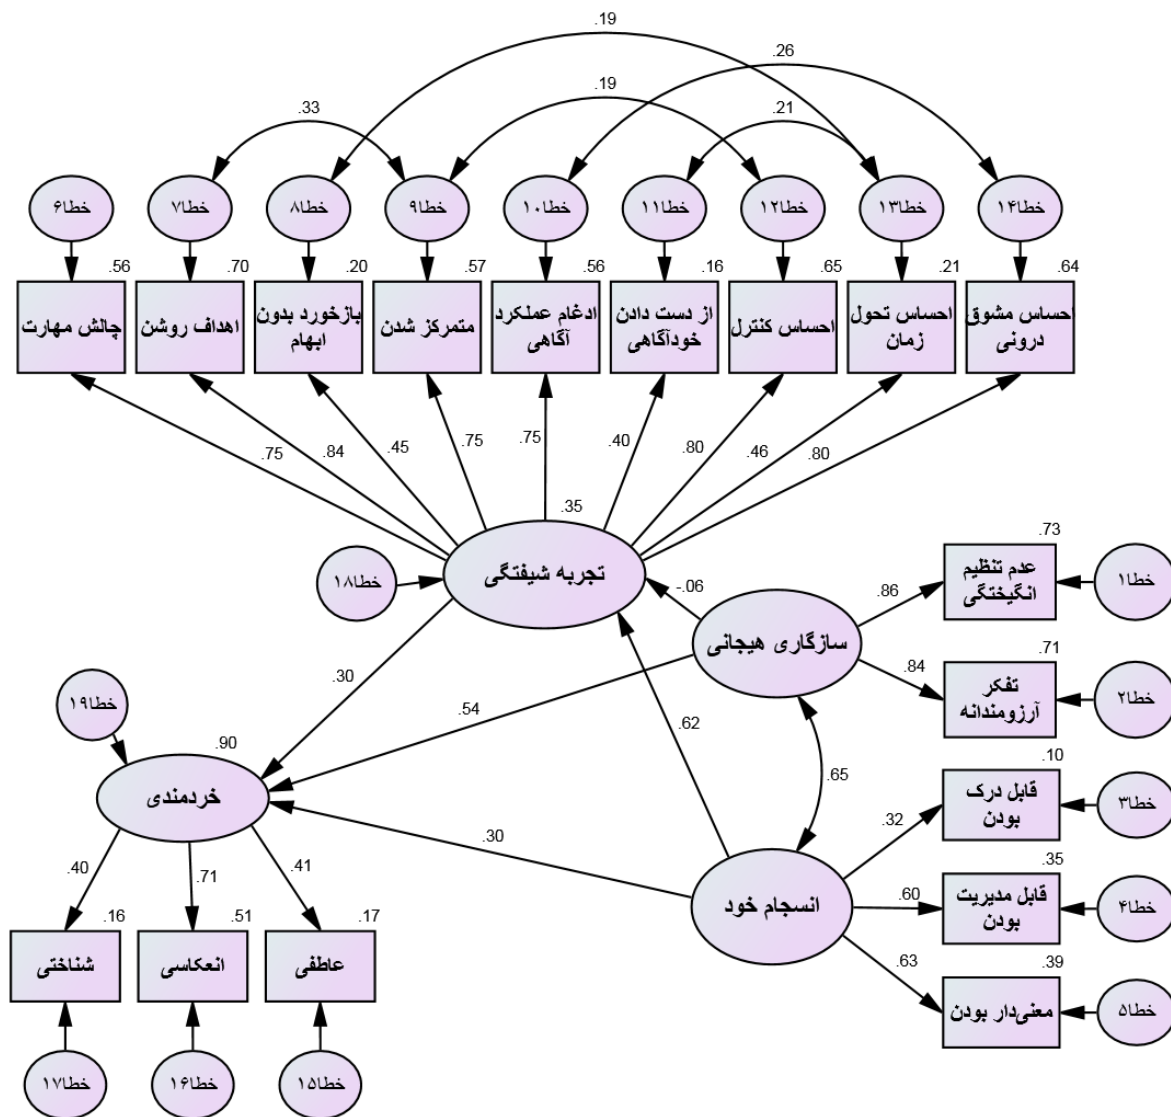 .19
.26
.33
.19
.21
خطا۶
خطا۷
خطا۸
خطا۹
خطا۱۰
خطا۱۱
خطا۱۲
خطا۱۳
خطا۱۴
.56
.70
.20
.57
.56
.16
.65
.21
.64
چالش مهارت
اهداف روشن
بازخورد بدون
ابهام
متمرکز شدن
ادغام عملکرد
آگاهی
از دست دادن
خودآگاهی
احساس کنترل
احساس تحول
زمان
احساس مشوق
درونی
.75
.84
.45
.75
.75
.40
.80
.46
.80
.35
تجربه شیفتگی
خطا۱۸
-.06
سازگاری هیجانی
.86
.73
عدم تنظیم
انگیختگی
خطا۱
.84
.71
تفکر
آرزومندانه
خطا۲
.30
.54
.62
.65
خطا۱۹
.90
خردمندی
.30
انسجام خود
.32
.10
قابل درک
بودن
خطا۳
.60
.35
قابل مدیریت
بودن
خطا۴
.63
.39
معنی‌دار بودن
خطا۵
.40
.71
.41
.16
.51
.17
شناختی
انعکاسی
عاطفی
خطا۱۷
خطا۱۶
خطا۱۵